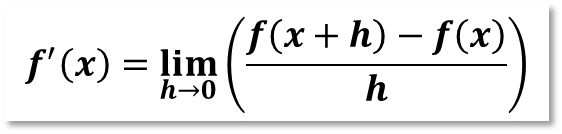 f′(x) = lim_{h→0} ( (f(x + h) − f(x)) / h )